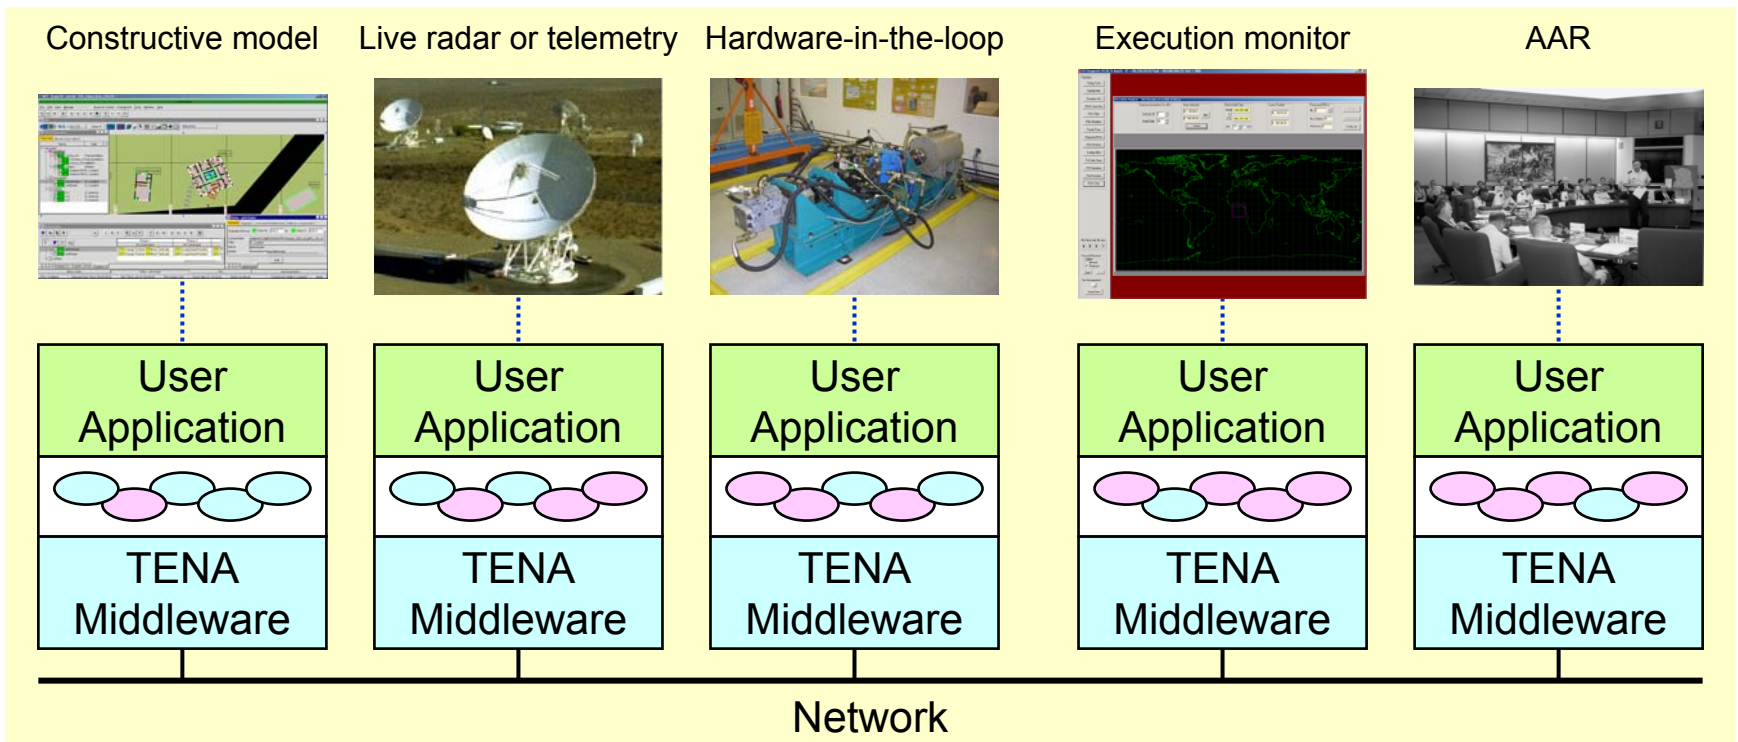 Constructive model
Live radar or telemetry
Hardware-in-the-loop
Execution monitor
AAR
User
Application
User
Application
User
Application
User
Application
User
Application
TENA
Middleware
TENA
Middleware
TENA
Middleware
TENA
Middleware
TENA
Middleware
Network